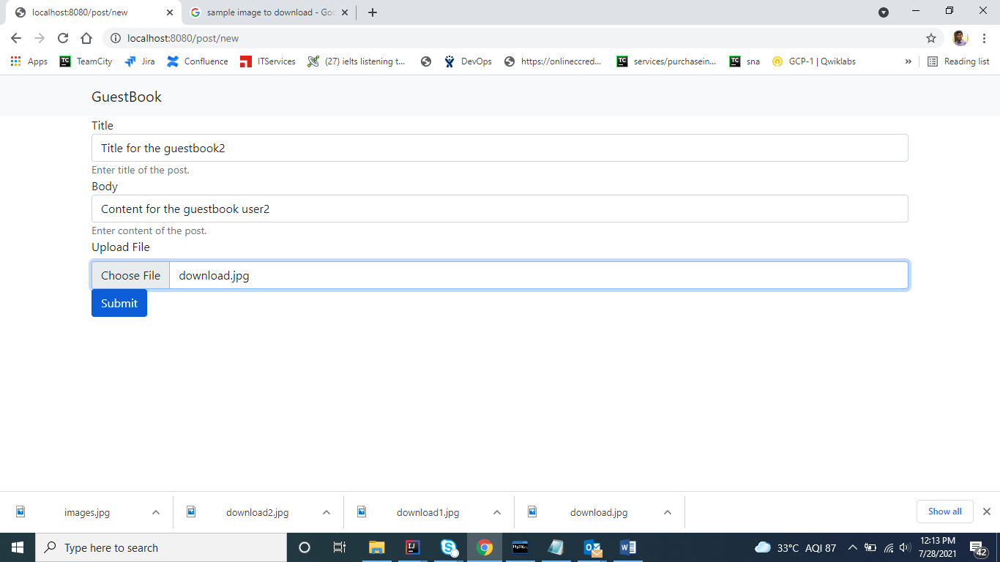 localhost:8080/post/new
sample image to download - Goo
localhost:8080/post/new
Apps
TeamCity
Jira
Confluence
ITServices
(27) ielts listening t...
DevOps
https://onlineccred...
services/purchasein...
sna
GCP-1 | Qwiklabs
»
Reading list
GuestBook
Title
Title for the guestbook2
Enter title of the post.
Body
Content for the guestbook user2
Enter content of the post.
Upload File
Choose File download.jpg
Submit
images.jpg
download2.jpg
download1.jpg
download.jpg
Show all
Type here to search
33°C AQI 87
12:13 PM
7/28/2021
42